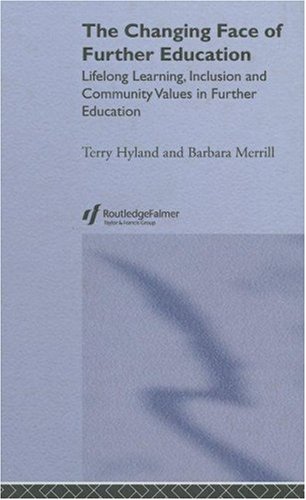 The Changing Face of
Further Education
Lifelong Learning, Inclusion and
Community Values in Further
Education
Terry Hyland and Barbara Merrill
RoutledgeFalmer
Taylor & Francis Group